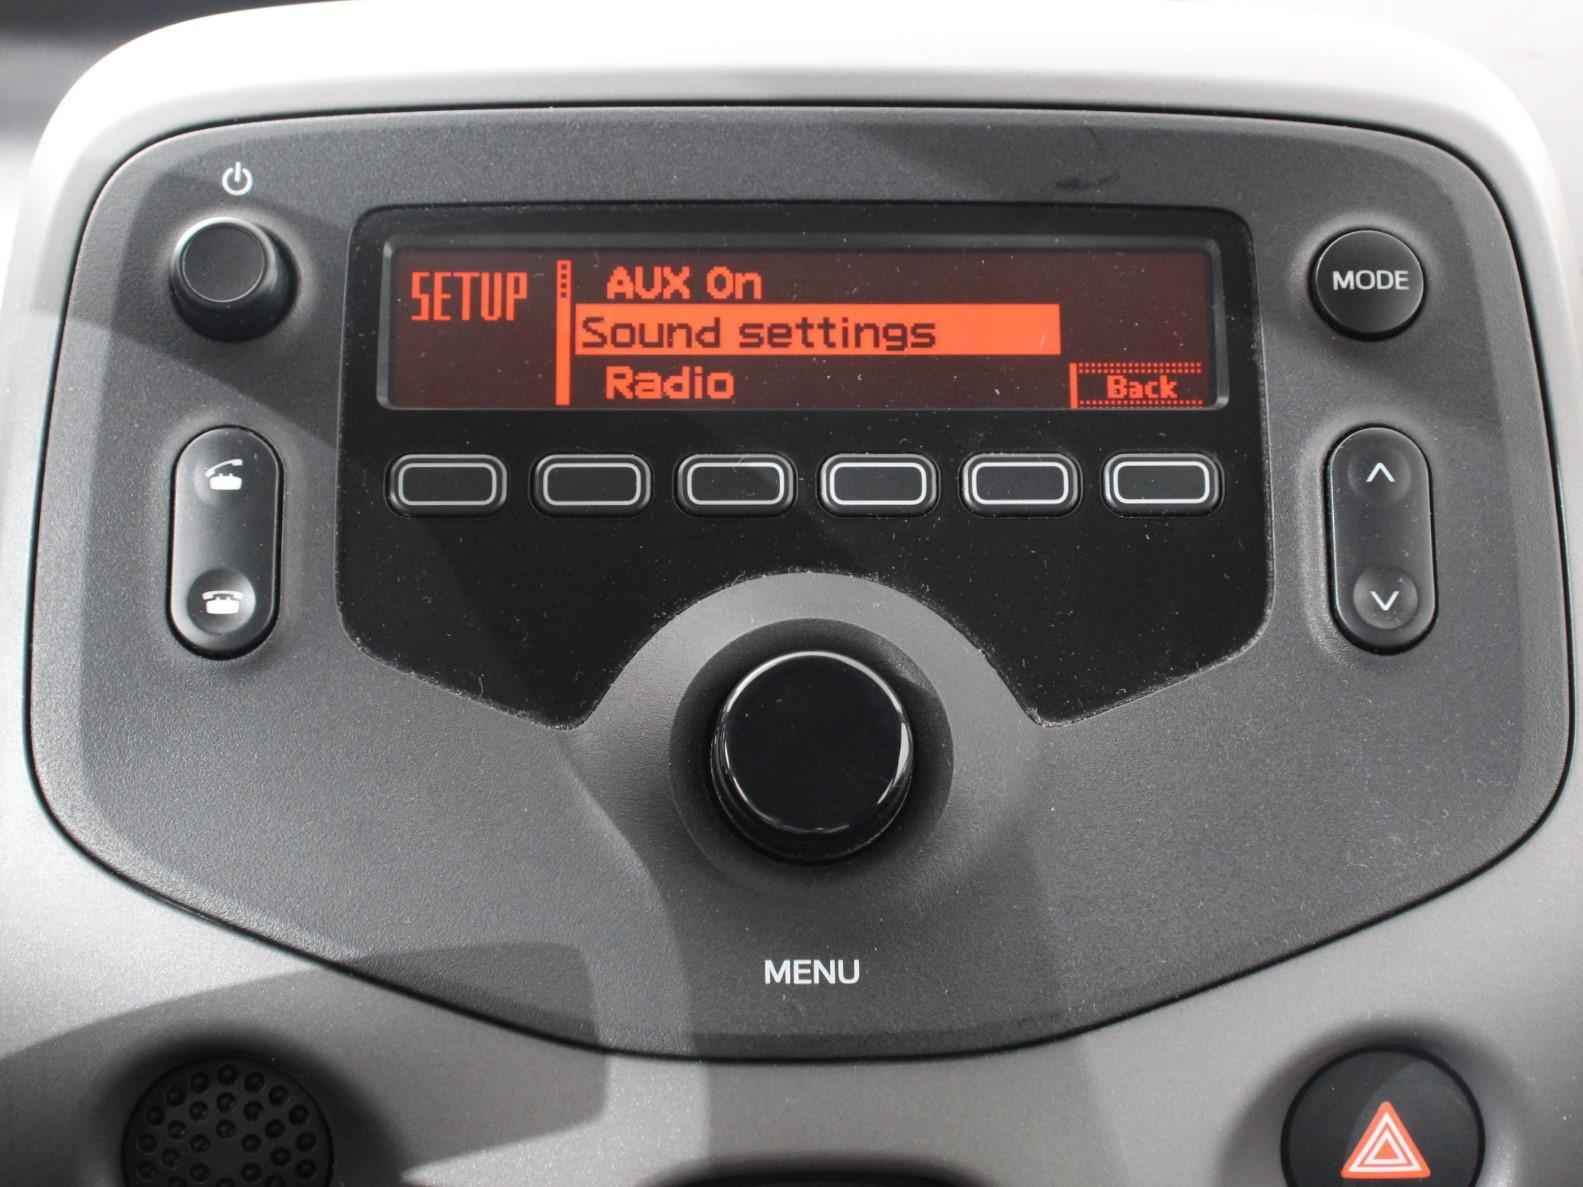 SETUP
AUX On
Sound settings
Radio
Back
MODE
MENU